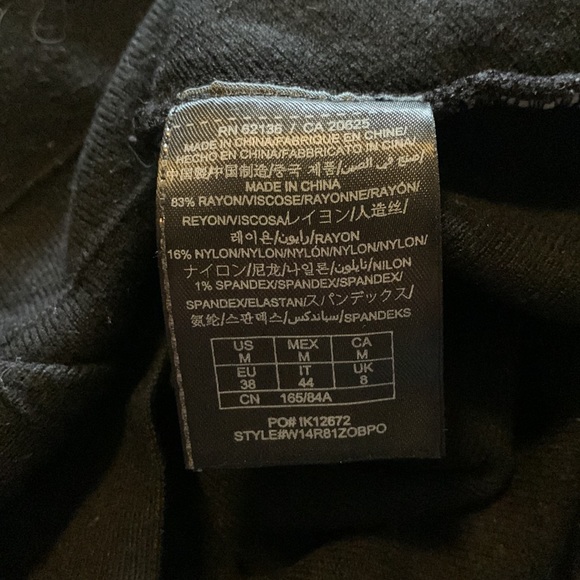 RN 62136 / CA 20625
MADE IN CHINA/FABRIQUE EN CHINE/
HECHO EN CHINA/FABBRICATO IN CINA/
中国製/中国制造/중국 제품/صنع في الصين
MADE IN CHINA
83% RAYON/VISCOSE/RAYONNE/RAYÓN/
REYON/VISCOSA/レイヨン/人造丝/
레이온/رايون/RAYON
16% NYLON/NYLON/NYLON/NYLON/NYLON/
ナイロン/尼龙/나일론/نايلون/NILON
1% SPANDEX/SPANDEX/SPANDEX/
SPANDEX/ELASTAN/スパンデックス/
氨纶/스판덱스/سباندكس/SPANDEKS
US MEX CA
M M M
EU IT UK
38 44 8
CN 165/84A
PO# IK12672
STYLE#W14R81ZOBPO